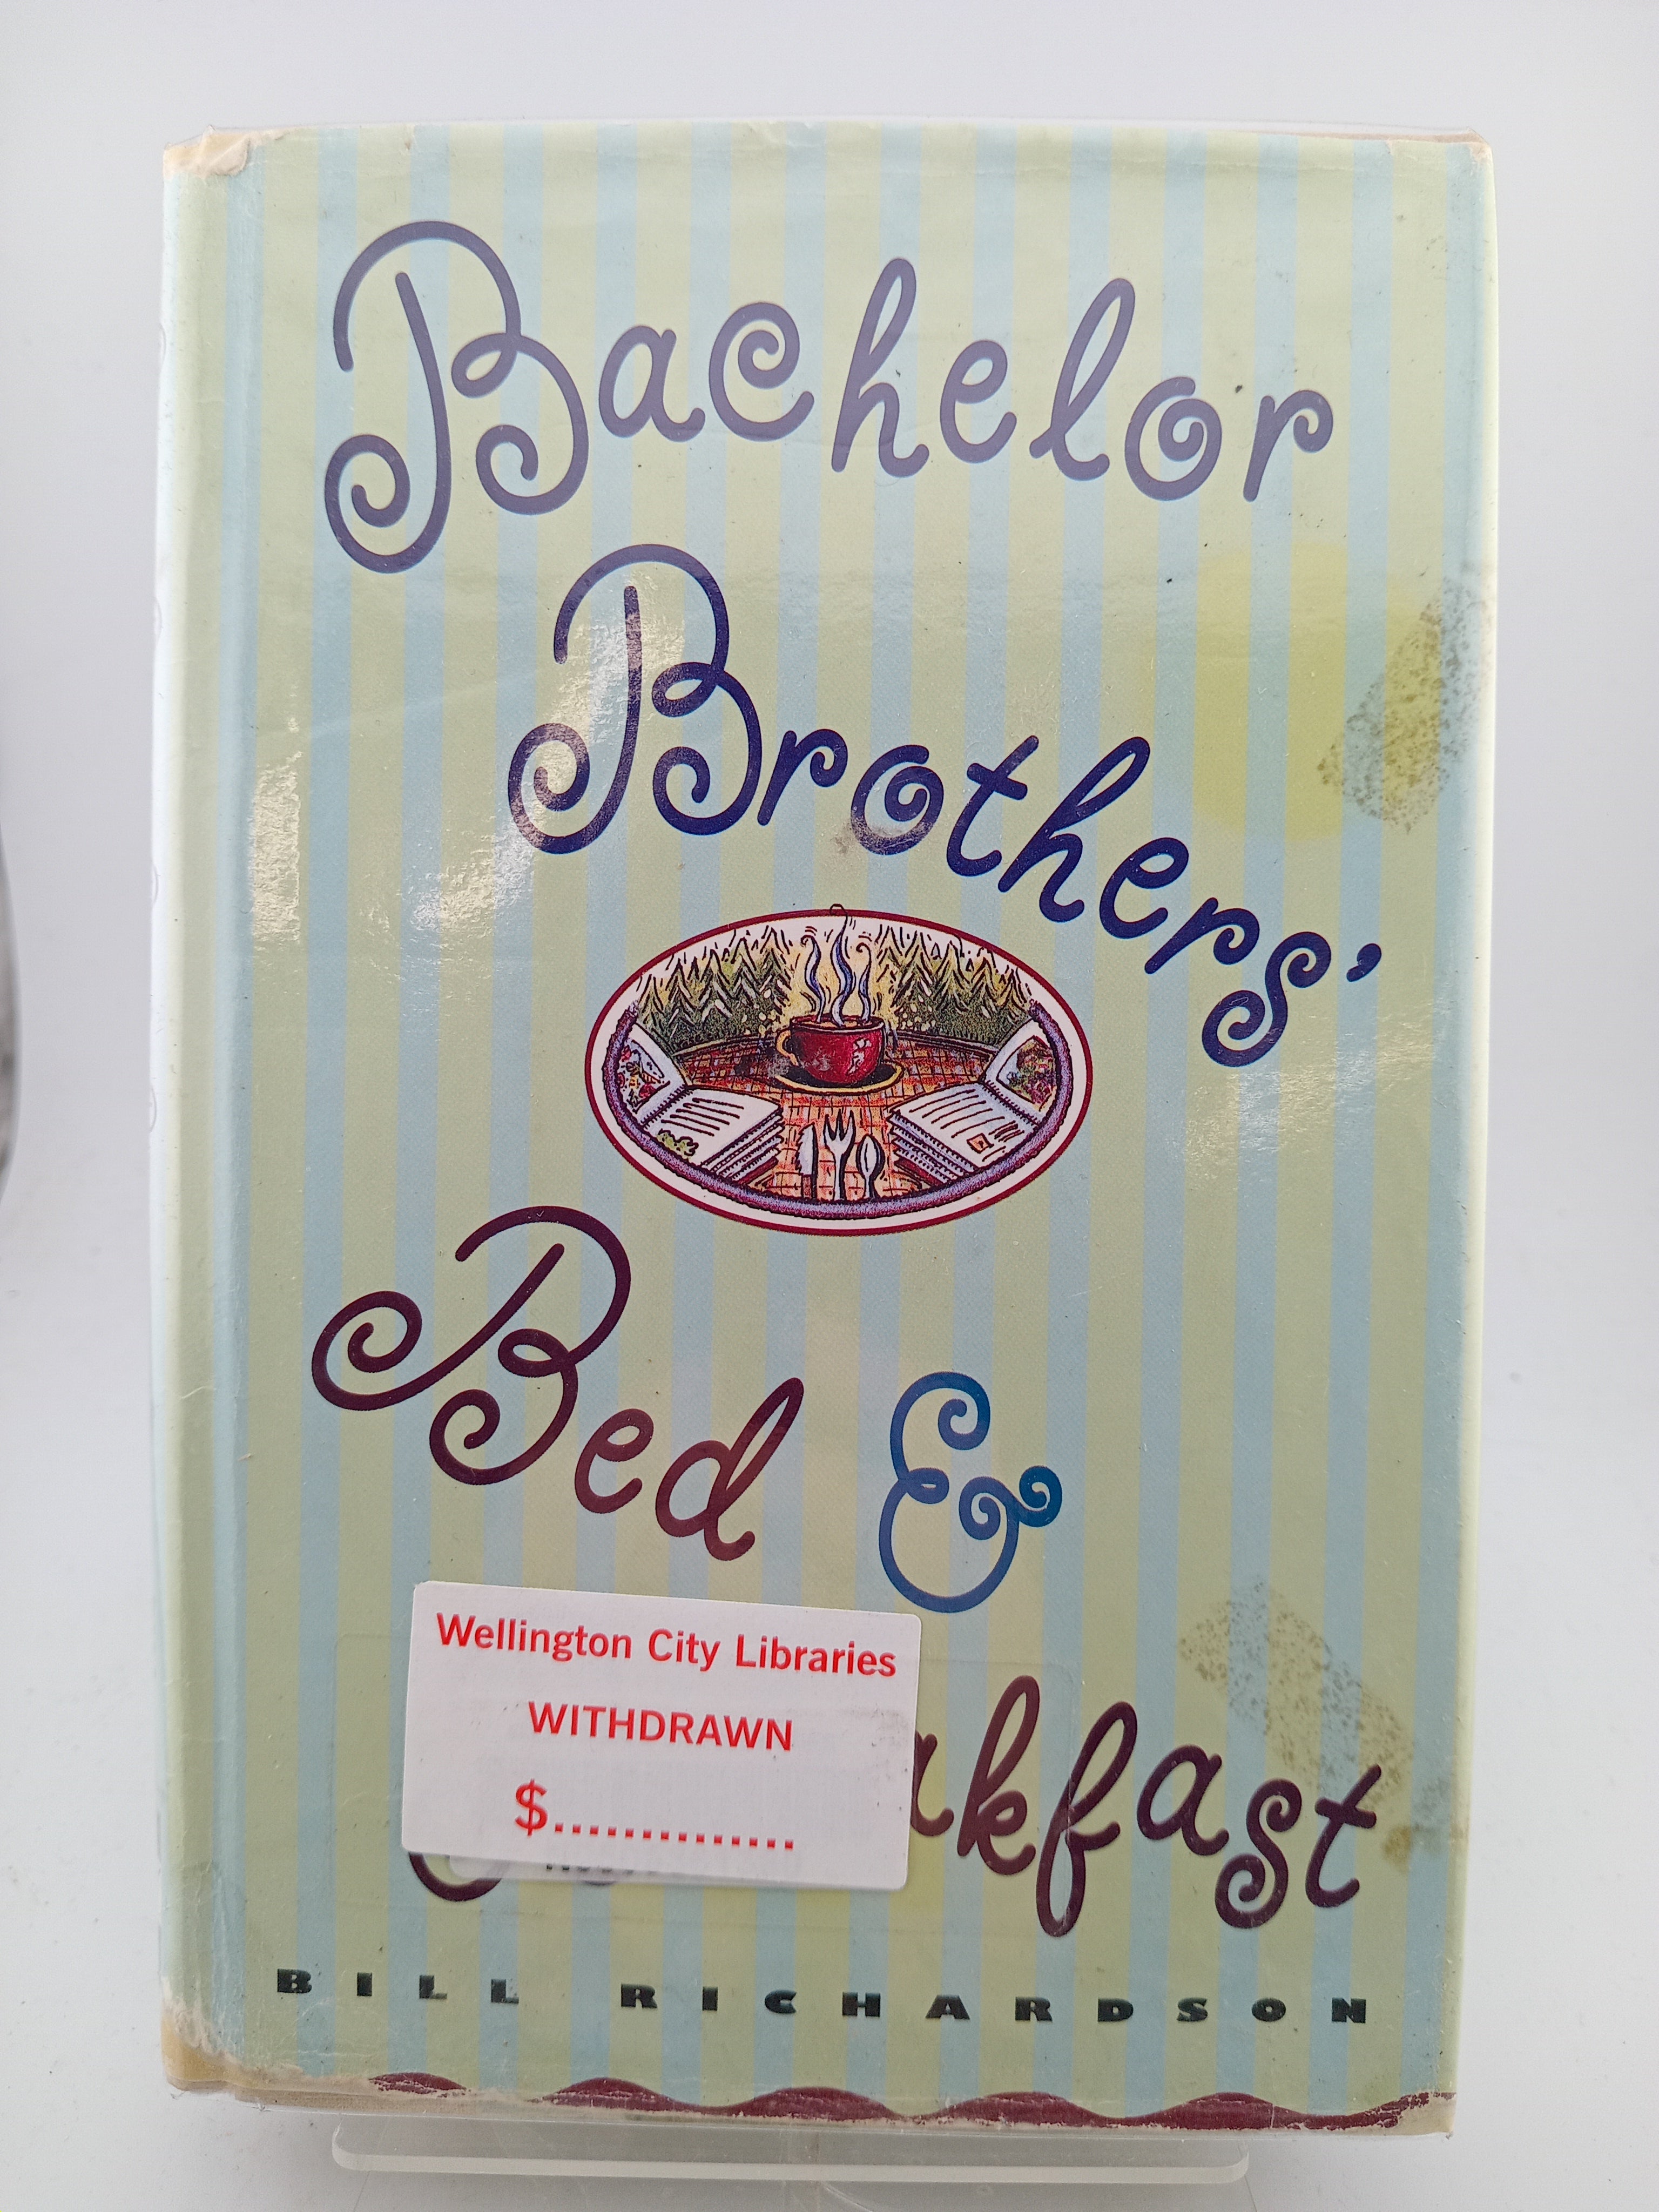 Bachelor
Brothers'
Bed &
Wellington City Libraries
WITHDRAWN
$..............
akfast
BILL RICHARDSON